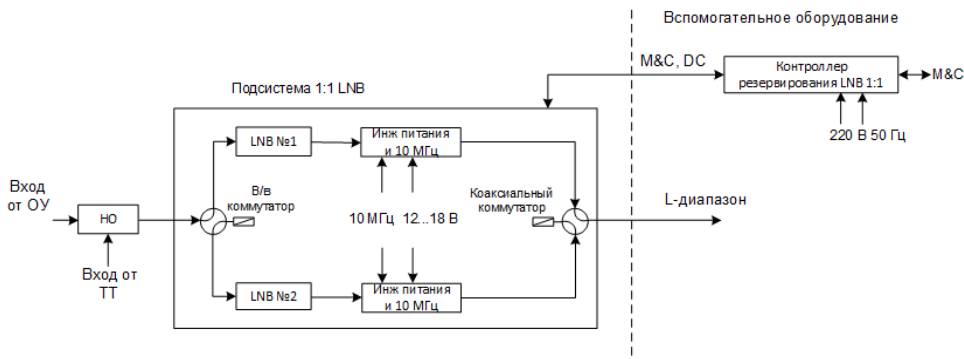 Вспомогательное оборудование
M&C, DC
Контроллер
резервирования LNB 1:1
M&C
220 В 50 Гц
Подсистема 1:1 LNB
LNB №1
Инж питания
и 10 МГц
Вход
от ОУ
НО
В/в
коммутатор
10 МГц
12...18 В
Коаксиальный
коммутатор
L-диапазон
Вход от
ТТ
LNB №2
Инж питания
и 10 МГц